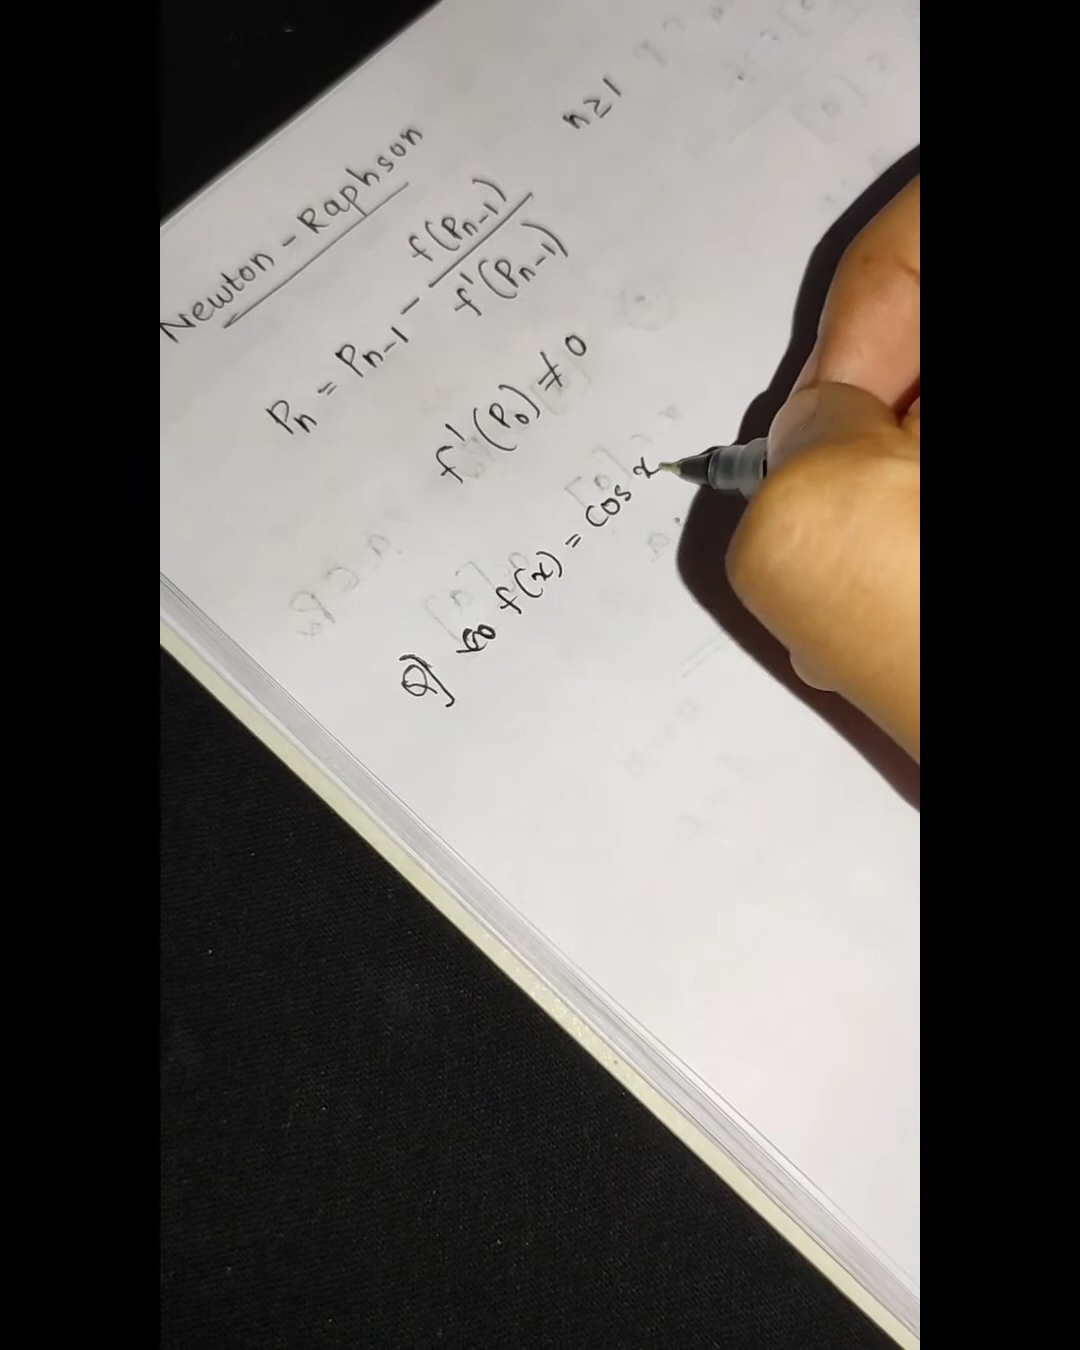 Newton - Raphson
Pn = Pn-1 - f(Pn-1) / f'(Pn-1) n ≥ 1
f'(P0) ≠ 0
Q) f(x) = cos x